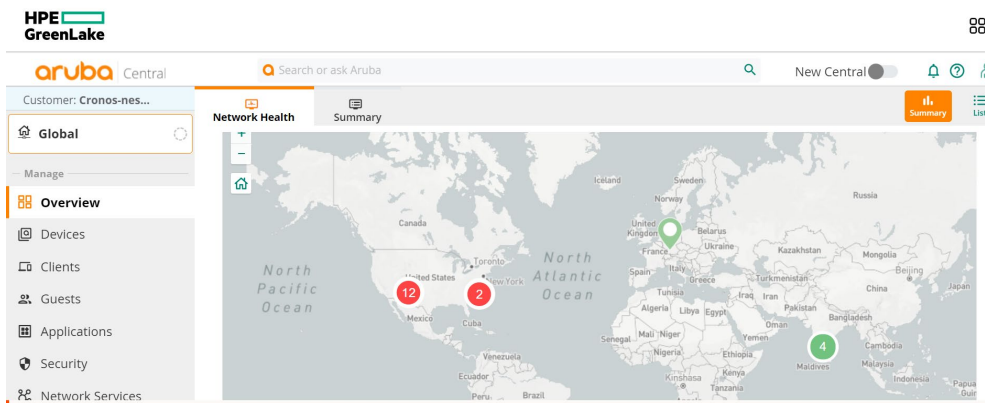 HPE
GreenLake
aruba Central
Search or ask Aruba
New Central
Customer: Cronos-nes...
Network Health
Summary
Summary
Lis
Global
Manage
Overview
Devices
Clients
Guests
Applications
Security
Network Services
+
−
Iceland
Sweden
Norway
Russia
Canada
United
Kingdom
Belarus
France
Ukraine
Kazakhstan
Mongolia
Toronto
North
Atlantic
Ocean
North
Pacific
Ocean
United States
New York
Spain
Italy
Greece
Turkmenistan
Beijing
China
Japan
12
2
Tunisia
Iraq
Iran
Algeria
Libya
Egypt
Pakistan
Mexico
Cuba
Oman
Bangladesh
Senegal
Mali
Niger
Yemen
4
Cambodia
Venezuela
Nigeria
Ethiopia
Maldives
Malaysia
Ecuador
Kinshasa
Kenya
Indonesia
Papua
Peru
Brazil
Tanzania